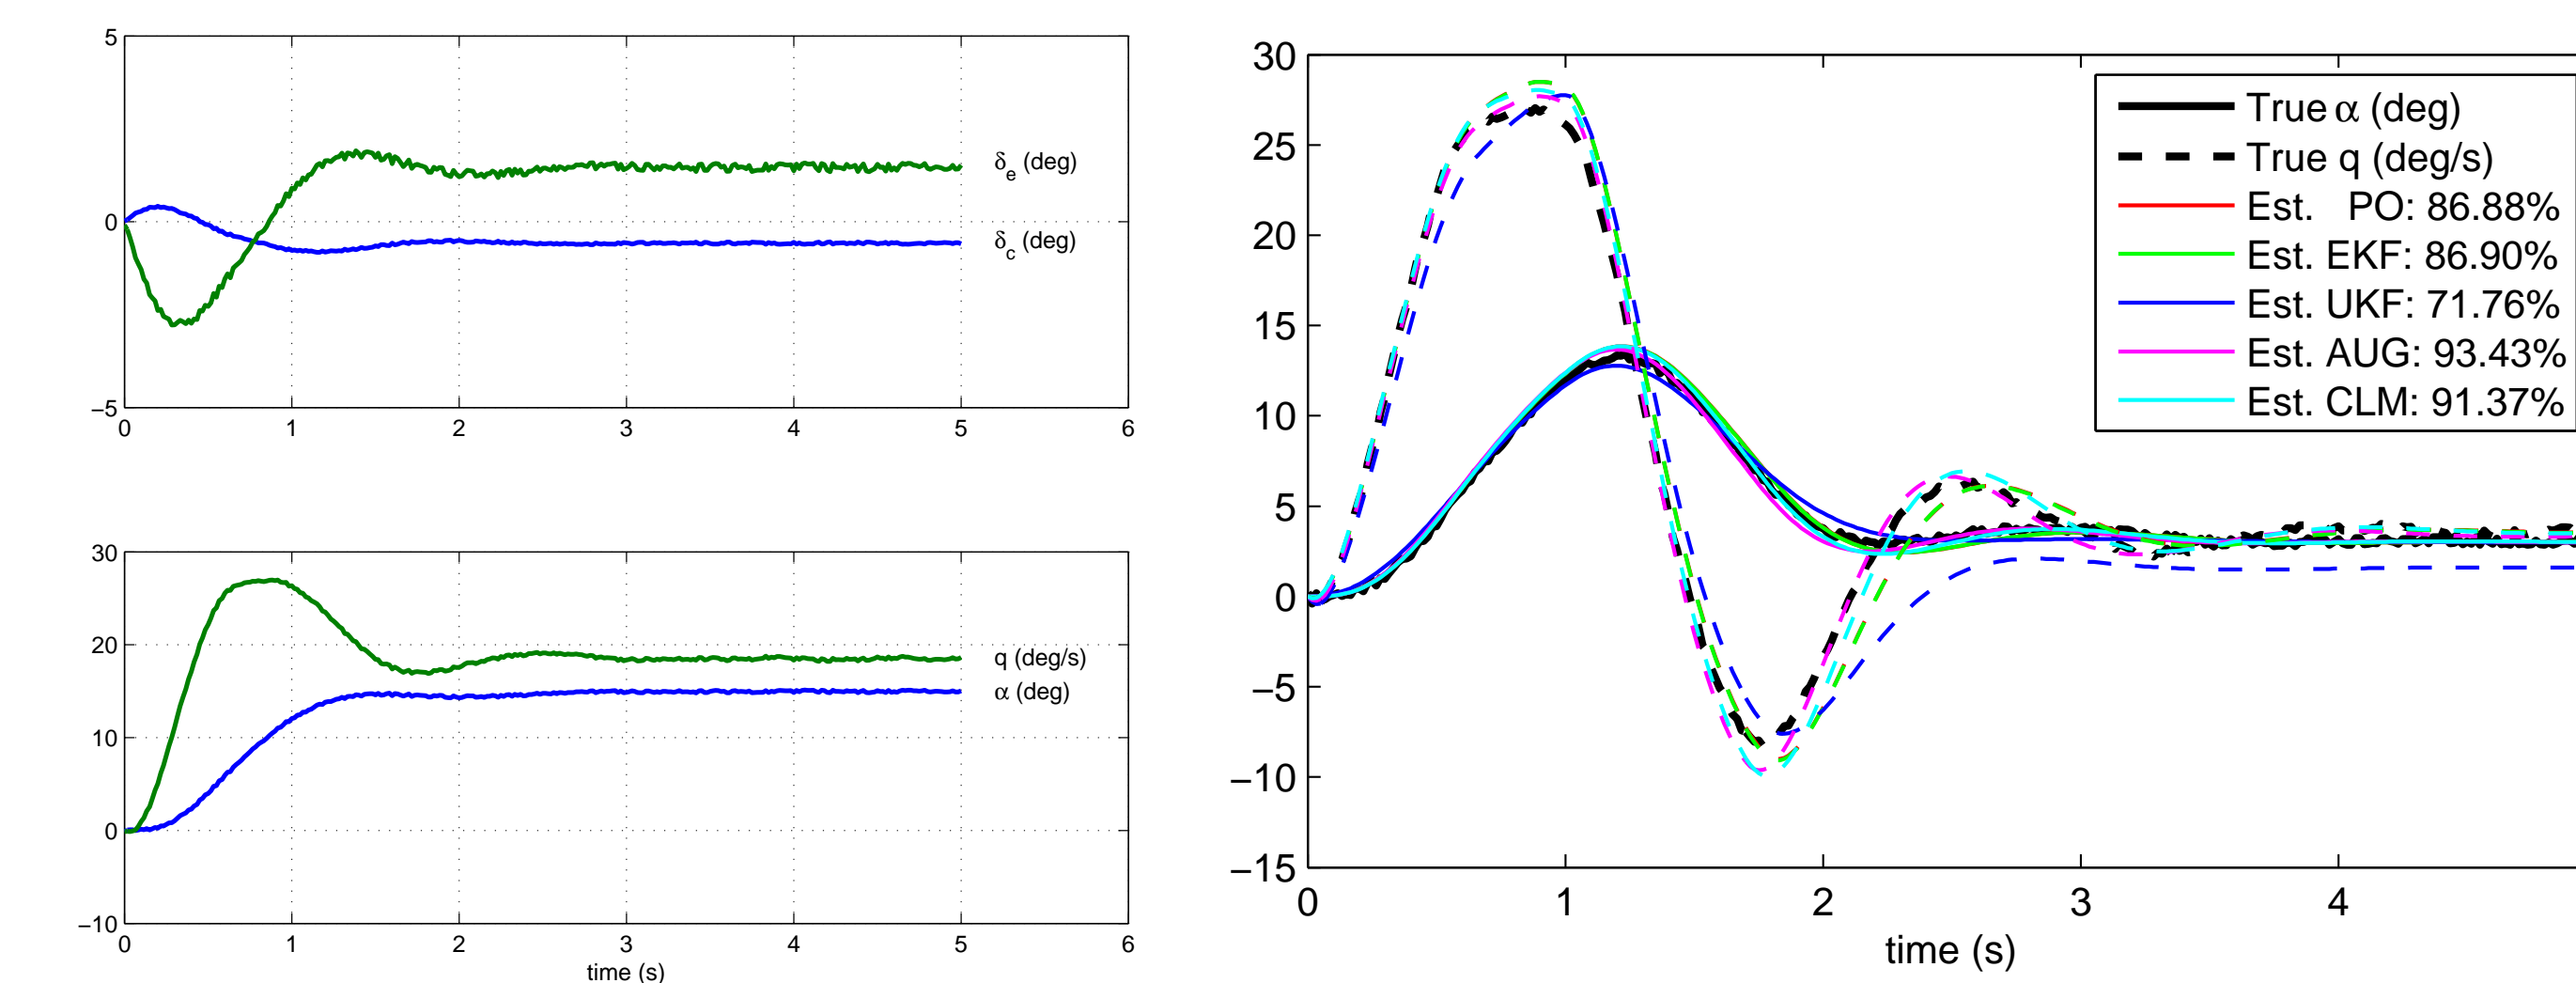 5
0
−5
0 1 2 3 4 5 6
δe (deg)
δc (deg)
30
20
10
0
−10
0 1 2 3 4 5 6
q (deg/s)
α (deg)
time (s)
30
25
20
15
10
5
0
−5
−10
−15
0 1 2 3 4
time (s)
True α (deg)
True q (deg/s)
Est. PO: 86.88%
Est. EKF: 86.90%
Est. UKF: 71.76%
Est. AUG: 93.43%
Est. CLM: 91.37%